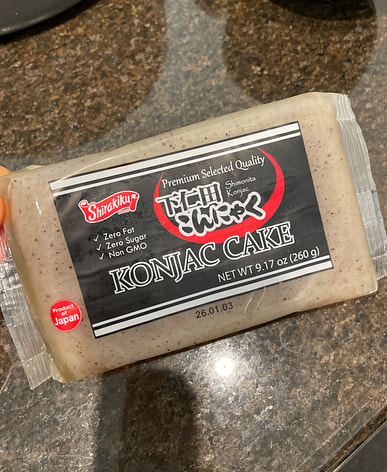 Premium Selected Quality
Shirakiku
下仁田
こんにゃく
Shimonita
Konjac
✓ Zero Fat
✓ Zero Sugar
✓ Non GMO
KONJAC CAKE
NET WT 9.17 oz (260 g)
26.01.03
Product
of
Japan